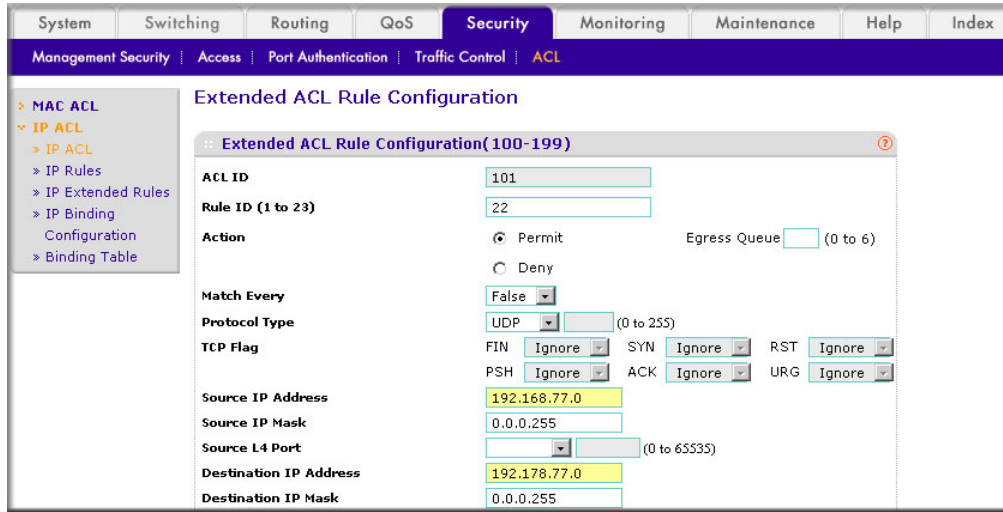 System Switching Routing QoS Security Monitoring Maintenance Help Index
Management Security Access Port Authentication Traffic Control ACL
MAC ACL
IP ACL
» IP ACL
» IP Rules
» IP Extended Rules
» IP Binding
Configuration
» Binding Table
Extended ACL Rule Configuration
Extended ACL Rule Configuration(100-199) ?
ACL ID 101
Rule ID (1 to 23) 22
Action Permit Egress Queue (0 to 6)
Deny
Match Every False
Protocol Type UDP (0 to 255)
TCP Flag FIN Ignore SYN Ignore RST Ignore
PSH Ignore ACK Ignore URG Ignore
Source IP Address 192.168.77.0
Source IP Mask 0.0.0.255
Source L4 Port (0 to 65535)
Destination IP Address 192.178.77.0
Destination IP Mask 0.0.0.255